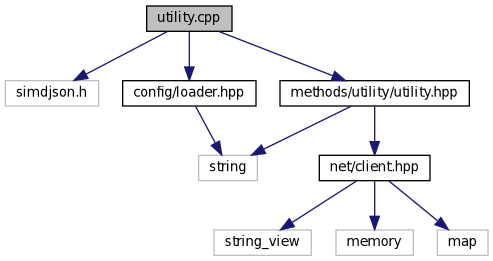 utility.cpp
simdjson.h
config/loader.hpp
methods/utility/utility.hpp
string
net/client.hpp
string_view
memory
map